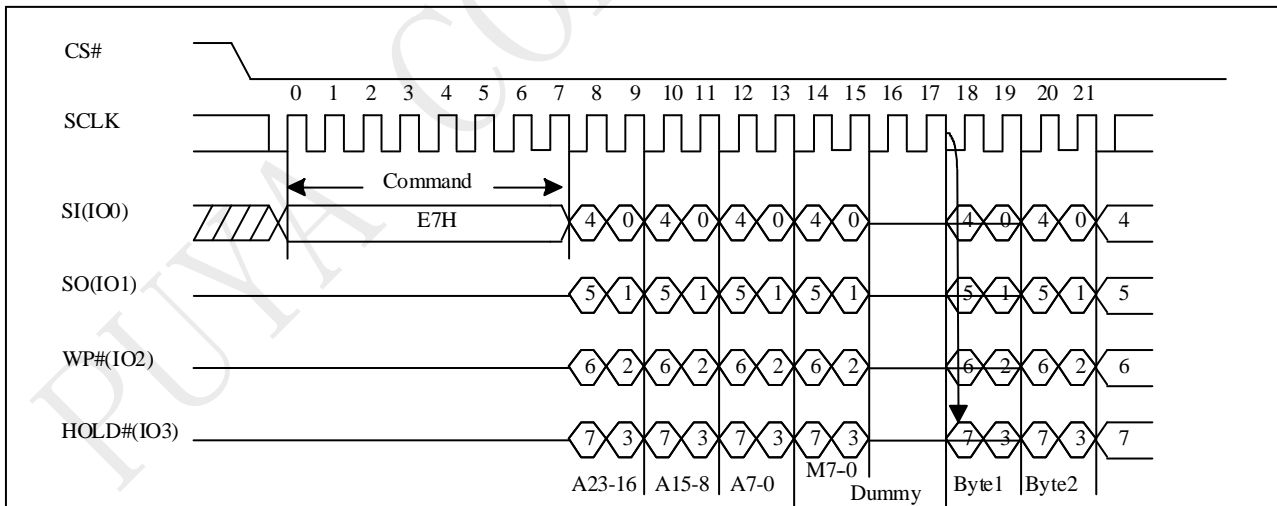 CS#
0 1 2 3 4 5 6 7 8 9 10 11 12 13 14 15 16 17 18 19 20 21
SCLK
Command
SI(IO0)
E7H
4 0 4 0 4 0 4 0 4 0 4 0 4
SO(IO1)
5 1 5 1 5 1 5 1 5 1 5 1 5
WP#(IO2)
6 2 6 2 6 2 6 2 6 2 6 2 6
HOLD#(IO3)
7 3 7 3 7 3 7 3 7 3 7 3 7
A23-16 A15-8 A7-0 M7-0 Dummy Byte1 Byte2
PUYA CO